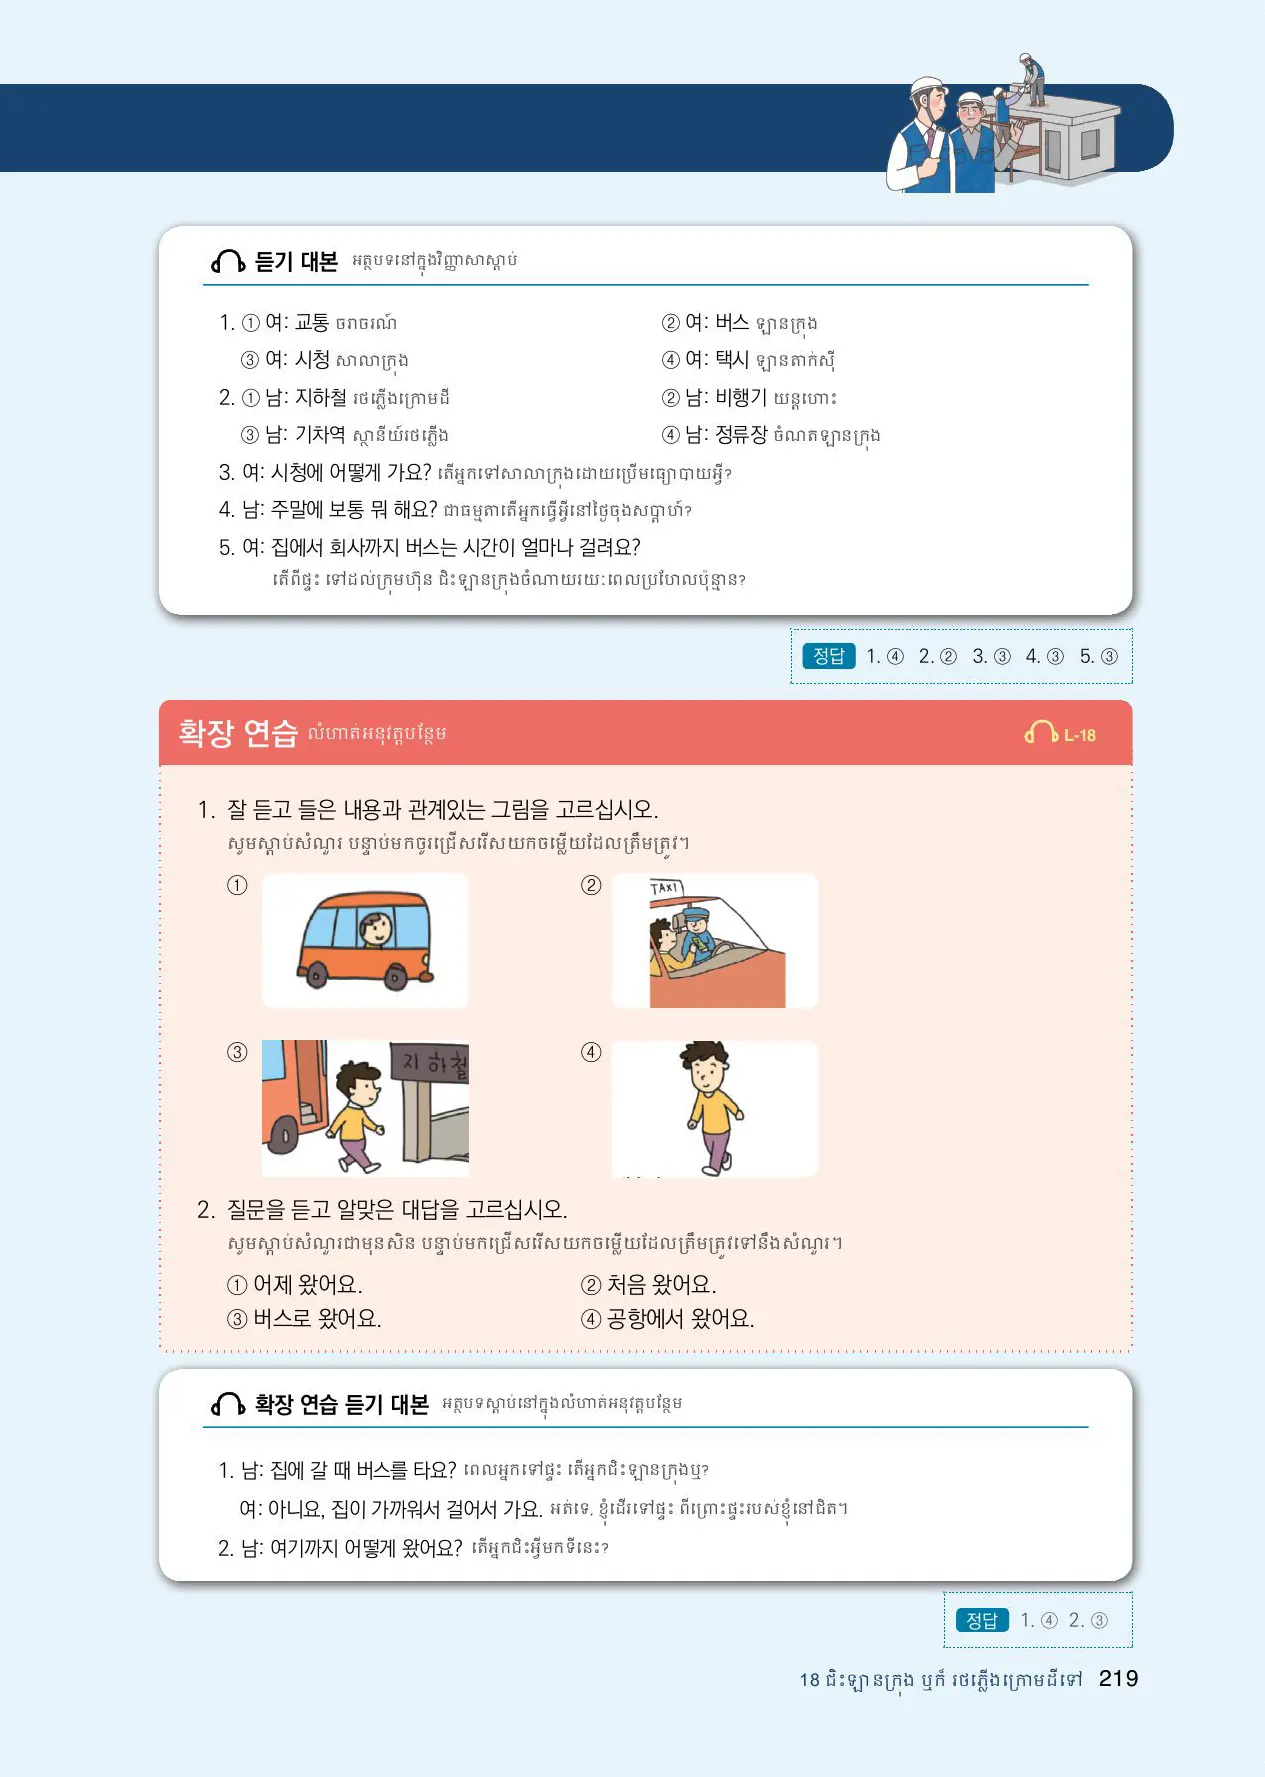 듣기 대본 អត្ថបទនៅក្នុងវិញ្ញាសាស្តាប់
1. ① 여: 교통 ចរាចរណ៍ ② 여: 버스 ឡានក្រុង
③ 여: 시청 សាលាក្រុង ④ 여: 택시 ឡានតាក់ស៊ី
2. ① 남: 지하철 រថភ្លើងក្រោមដី ② 남: 비행기 យន្តហោះ
③ 남: 기차역 ស្ថានីយ៍រថភ្លើង ④ 남: 정류장 ចំណតឡានក្រុង
3. 여: 시청에 어떻게 가요? តើអ្នកទៅសាលាក្រុងដោយប្រើមធ្យោបាយអ្វី?
4. 남: 주말에 보통 뭐 해요? ជាធម្មតាតើអ្នកធ្វើអ្វីនៅថ្ងៃចុងសប្តាហ៍?
5. 여: 집에서 회사까지 버스는 시간이 얼마나 걸려요?
តើពីផ្ទះ ទៅដល់ក្រុមហ៊ុន ជិះឡានក្រុងចំណាយរយៈពេលប្រហែលប៉ុន្មាន?
정답 1. ④ 2. ② 3. ③ 4. ③ 5. ③
확장 연습 លំហាត់អនុវត្តបន្ថែម L-18
1. 잘 듣고 들은 내용과 관계있는 그림을 고르십시오.
សូមស្តាប់សំណួរ បន្ទាប់មកចូរជ្រើសរើសយកចម្លើយដែលត្រឹមត្រូវ។
① ②
TAXI
③ ④
지하철
2. 질문을 듣고 알맞은 대답을 고르십시오.
សូមស្តាប់សំណួរជាមុនសិន បន្ទាប់មកជ្រើសរើសយកចម្លើយដែលត្រឹមត្រូវទៅនឹងសំណួរ។
① 어제 왔어요. ② 처음 왔어요.
③ 버스로 왔어요. ④ 공항에서 왔어요.
확장 연습 듣기 대본 អត្ថបទស្តាប់នៅក្នុងលំហាត់អនុវត្តបន្ថែម
1. 남: 집에 갈 때 버스를 타요? ពេលអ្នកទៅផ្ទះ តើអ្នកជិះឡានក្រុងឬ?
여: 아니요, 집이 가까워서 걸어서 가요. អត់ទេ, ខ្ញុំដើរទៅផ្ទះ ពីព្រោះផ្ទះរបស់ខ្ញុំនៅជិត។
2. 남: 여기까지 어떻게 왔어요? តើអ្នកជិះអ្វីមកទីនេះ?
정답 1. ④ 2. ③
18 ជិះឡានក្រុង ឬក៏ រថភ្លើងក្រោមដីទៅ 219